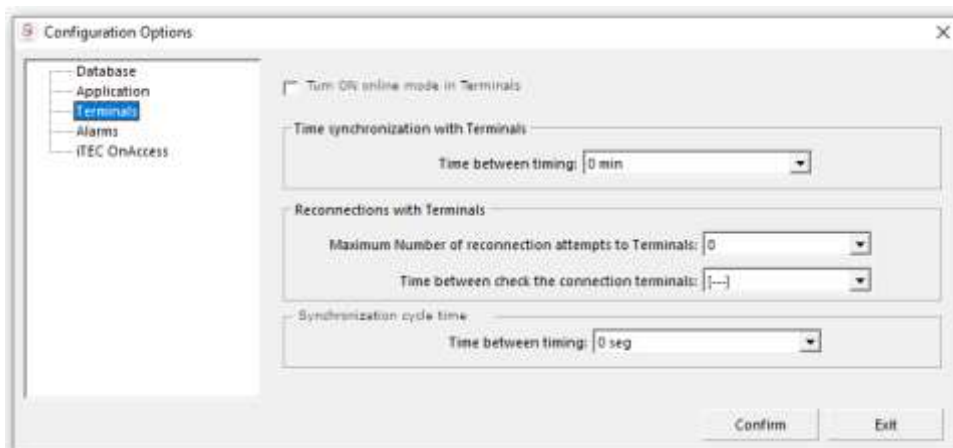 Configuration Options
Database
Application
Terminals
Alarms
iTEC OnAccess
Turn ON online mode in Terminals
Time synchronization with Terminals
Time between timing: 0 min
Reconnections with Terminals
Maximum Number of reconnection attempts to Terminals: 0
Time between check the connection terminals: [---]
Synchronization cycle time
Time between timing: 0 seg
Confirm
Exit